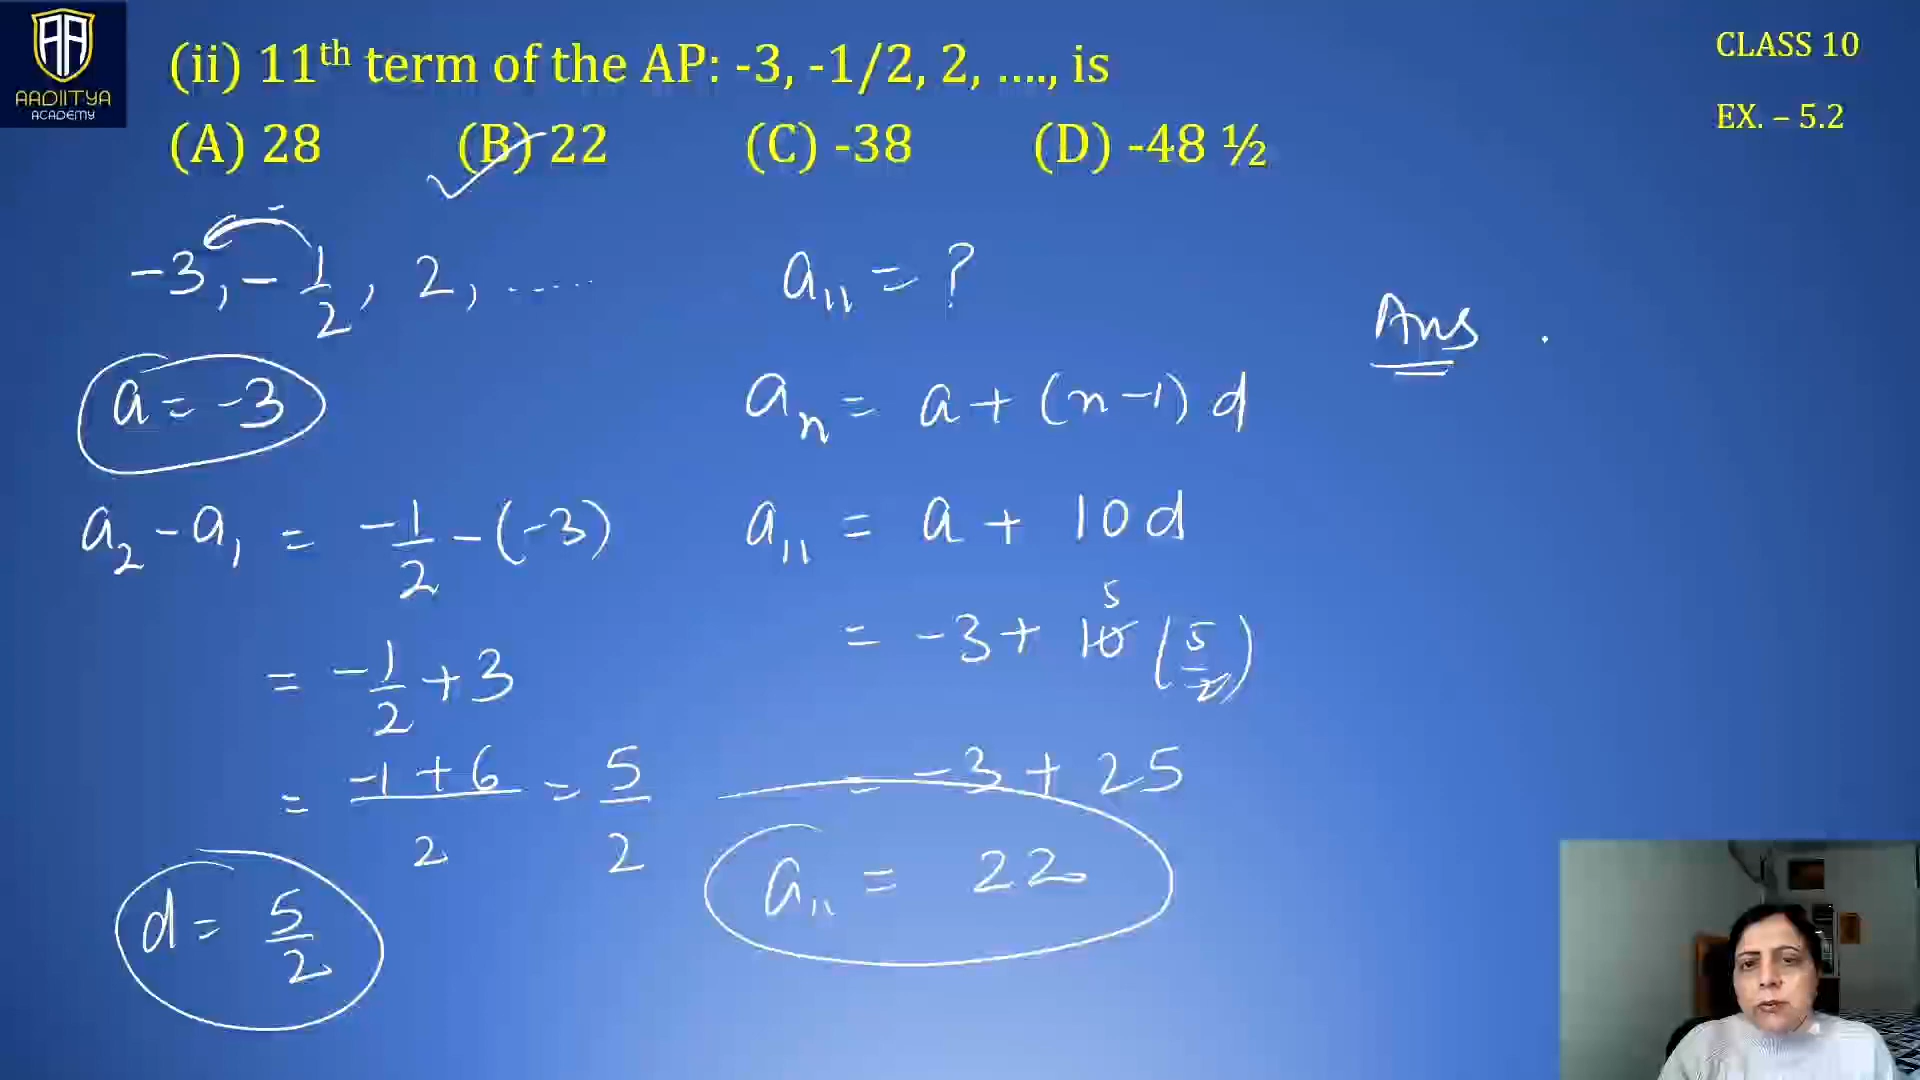 AADIITYA
ACADEMY
(ii) 11th term of the AP: -3, -1/2, 2, ...., is
(A) 28 (B) 22 (C) -38 (D) -48 ½
CLASS 10
EX. – 5.2
-3, -1/2, 2, .....
a = -3
a₂ - a₁ = -1/2 - (-3)
= -1/2 + 3
= (-1 + 6)/2 = 5/2
d = 5/2
a₁₁ = ?
aₙ = a + (n-1) d
a₁₁ = a + 10 d
5
= -3 + 10 (5/2)
= -3 + 25
a₁₁ = 22
Ans .